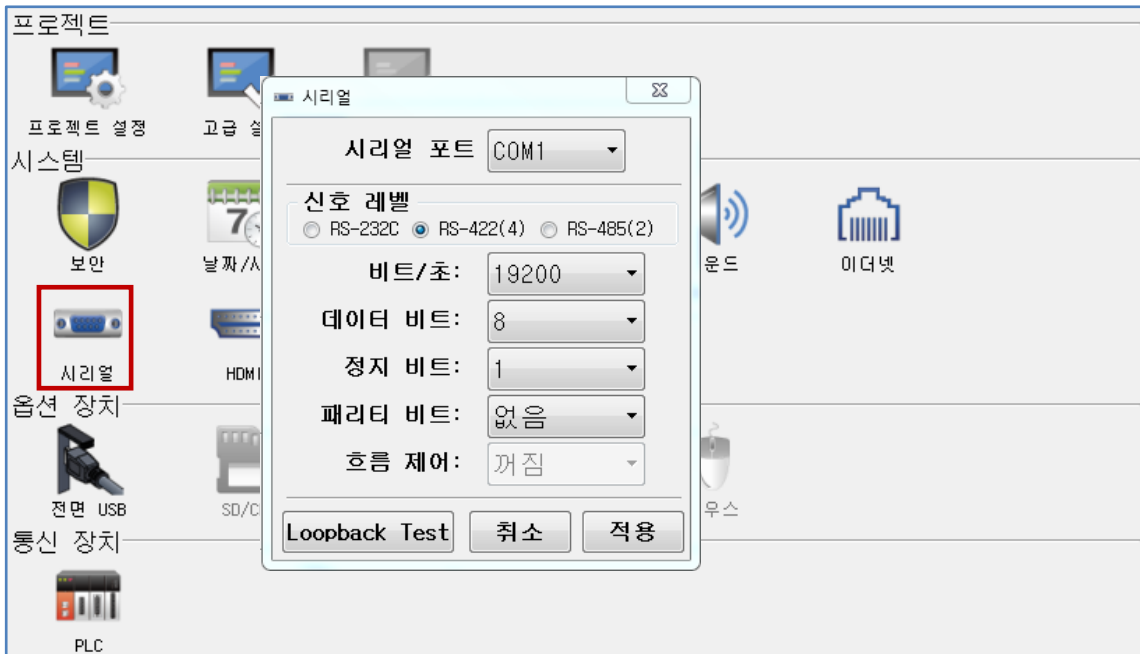 프로젝트
프로젝트 설정
고급 설
시리얼
시리얼 포트 COM1
신호 레벨
RS-232C RS-422(4) RS-485(2)
비트/초: 19200
데이터 비트: 8
정지 비트: 1
패리티 비트: 없음
흐름 제어: 꺼짐
Loopback Test 취소 적용
시스템
보안
7
날짜/시
운드
이더넷
시리얼
HDMI
옵션 장치
전면 USB
SD/C
우스
통신 장치
PLC